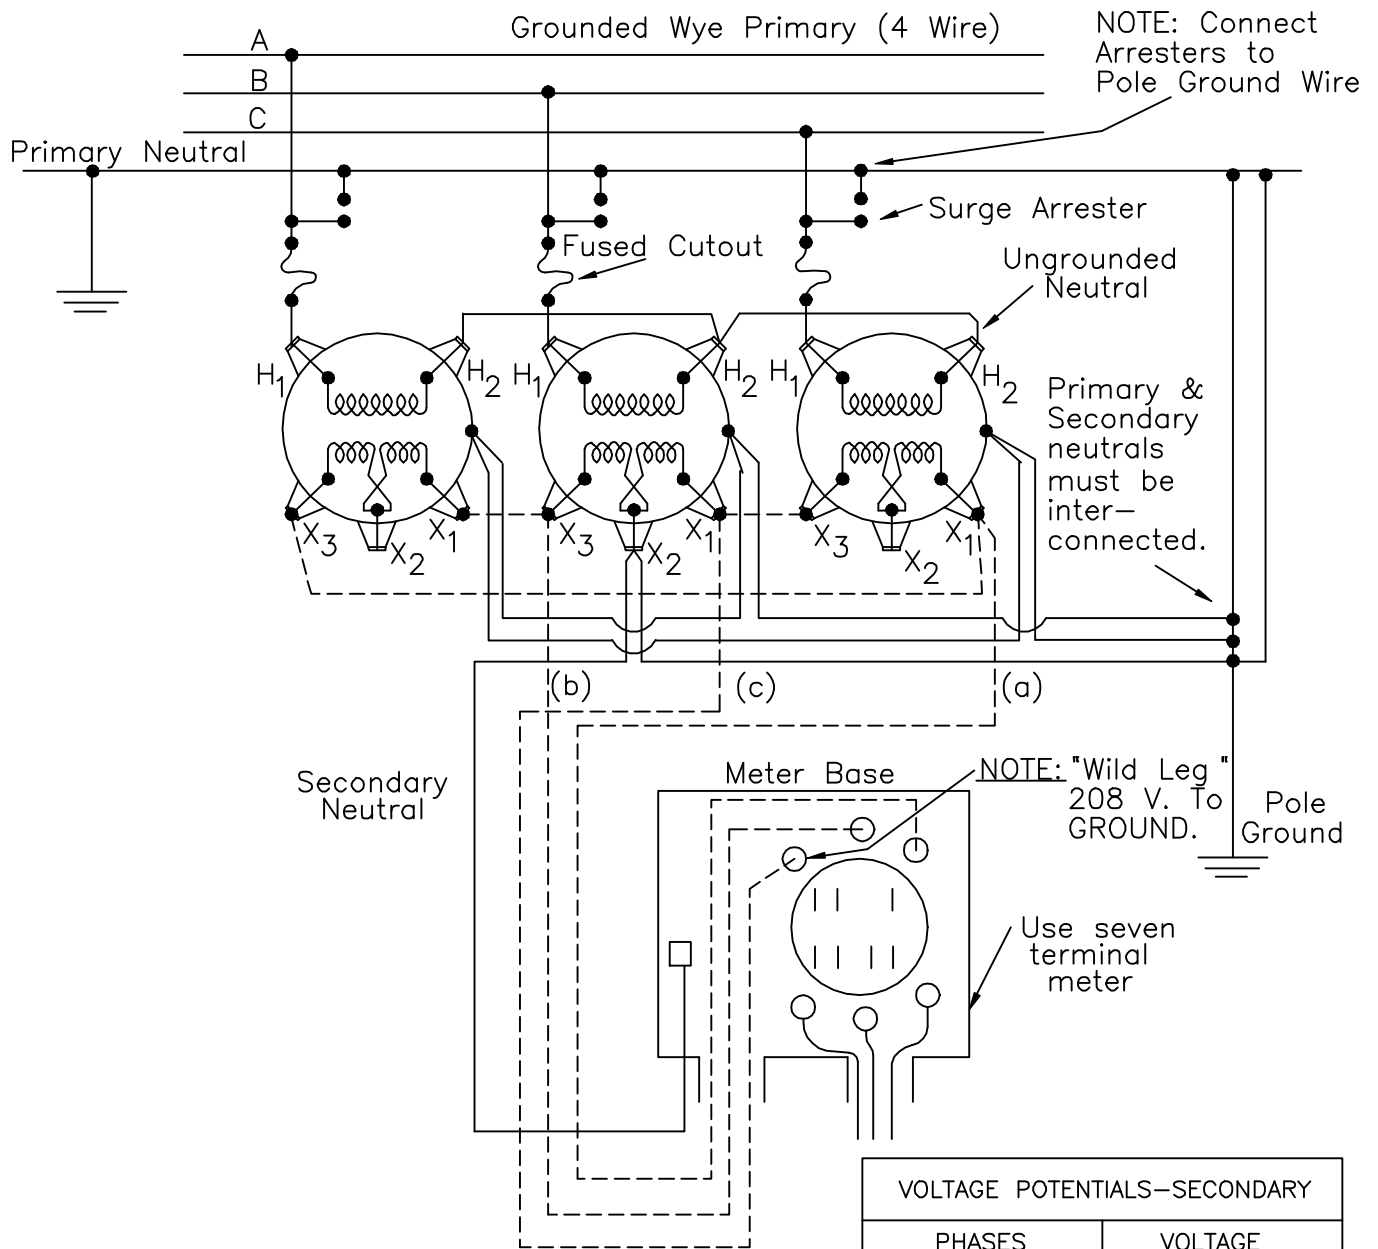 Grounded Wye Primary (4 Wire)
NOTE: Connect
Arresters to
Pole Ground Wire
A
B
C
Primary Neutral
Surge Arrester
Fused Cutout
Ungrounded
Neutral
H1
H2
H1
H2
H1
H2
Primary &
Secondary
neutrals
must be
inter-
connected.
X3
X2
X1
X3
X2
X1
X3
X2
X1
(b)
(c)
(a)
Secondary
Neutral
Meter Base
NOTE: "Wild Leg"
208 V. To
GROUND.
Pole
Ground
Use seven
terminal
meter
VOLTAGE POTENTIALS-SECONDARY
PHASES
VOLTAGE